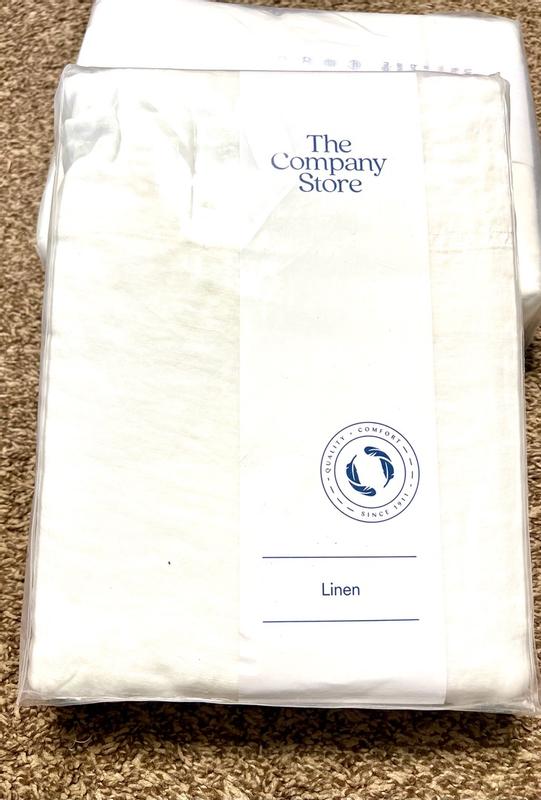 The
Company
Store
QUALITY • COMFORT
SINCE 1911
Linen